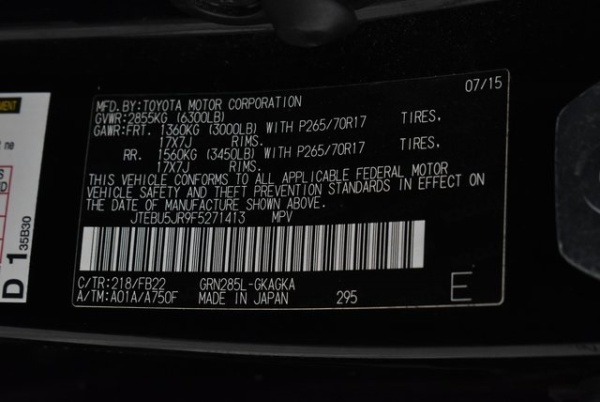 07/15
MFD.BY:TOYOTA MOTOR CORPORATION
GVWR:2855KG (6300LB)
GAWR:FRT. 1360KG (3000LB) WITH P265/70R17 TIRES,
17X7J RIMS.
RR. 1560KG (3450LB) WITH P265/70R17 TIRES,
17X7J RIMS.
THIS VEHICLE CONFORMS TO ALL APPLICABLE FEDERAL MOTOR
VEHICLE SAFETY AND THEFT PREVENTION STANDARDS IN EFFECT ON
THE DATE OF MANUFACTURE SHOWN ABOVE.
JTEBU5JR9F5271413 MPV
C/TR:218/FB22 GRN285L-GKAGKA
A/TM:A01A/A750F MADE IN JAPAN 295 E
D 1 35B30